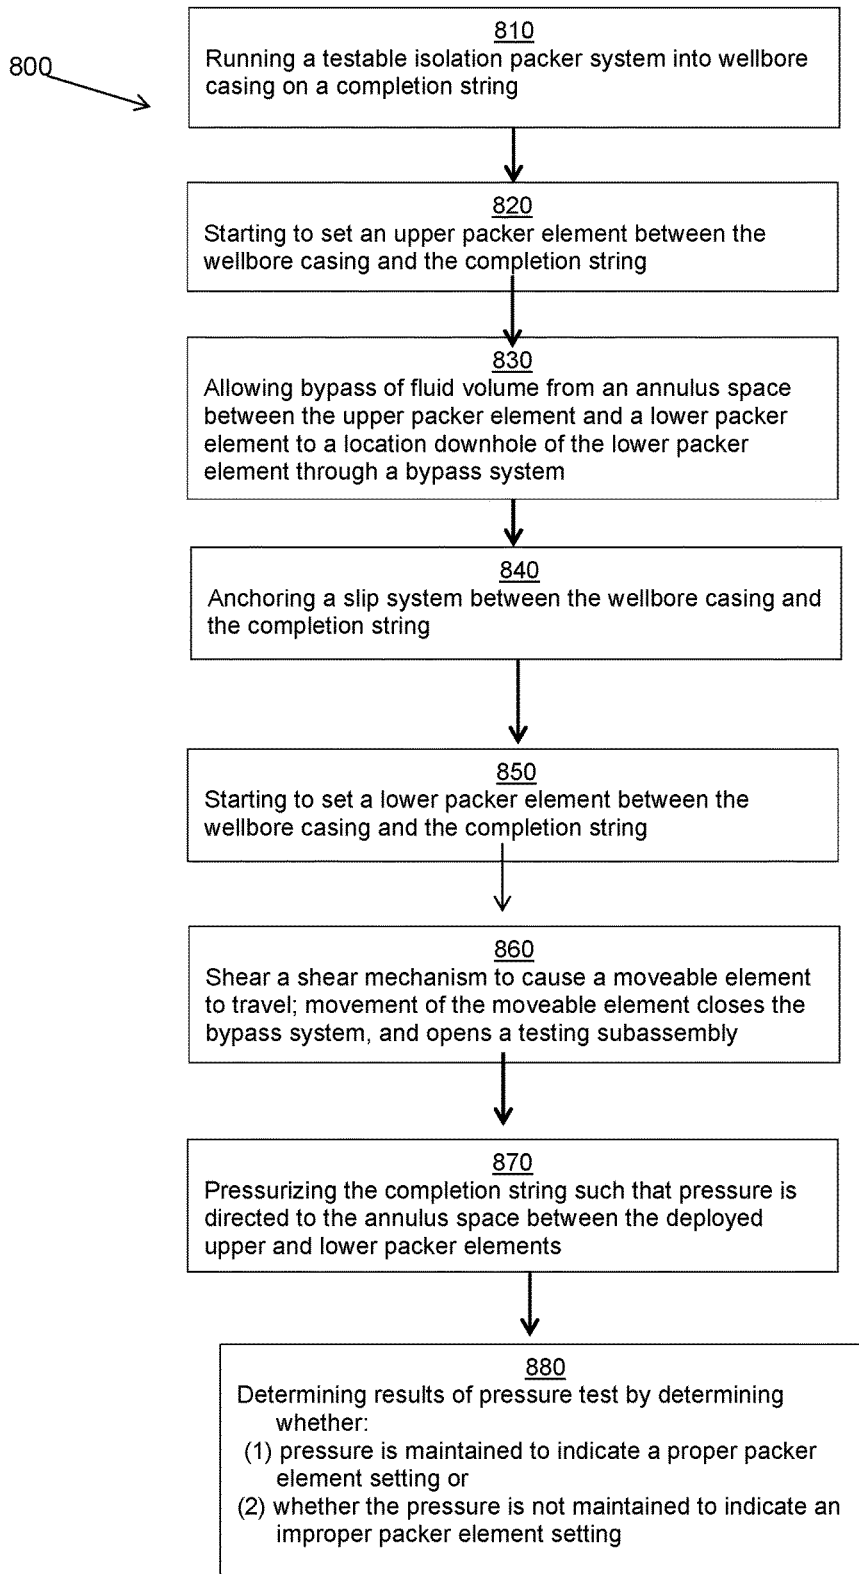 800
810
Running a testable isolation packer system into wellbore
casing on a completion string
820
Starting to set an upper packer element between the
wellbore casing and the completion string
830
Allowing bypass of fluid volume from an annulus space
between the upper packer element and a lower packer
element to a location downhole of the lower packer
element through a bypass system
840
Anchoring a slip system between the wellbore casing and
the completion string
850
Starting to set a lower packer element between the
wellbore casing and the completion string
860
Shear a shear mechanism to cause a moveable element
to travel; movement of the moveable element closes the
bypass system, and opens a testing subassembly
870
Pressurizing the completion string such that pressure is
directed to the annulus space between the deployed
upper and lower packer elements
880
Determining results of pressure test by determining
whether:
(1) pressure is maintained to indicate a proper packer
element setting or
(2) whether the pressure is not maintained to indicate an
improper packer element setting